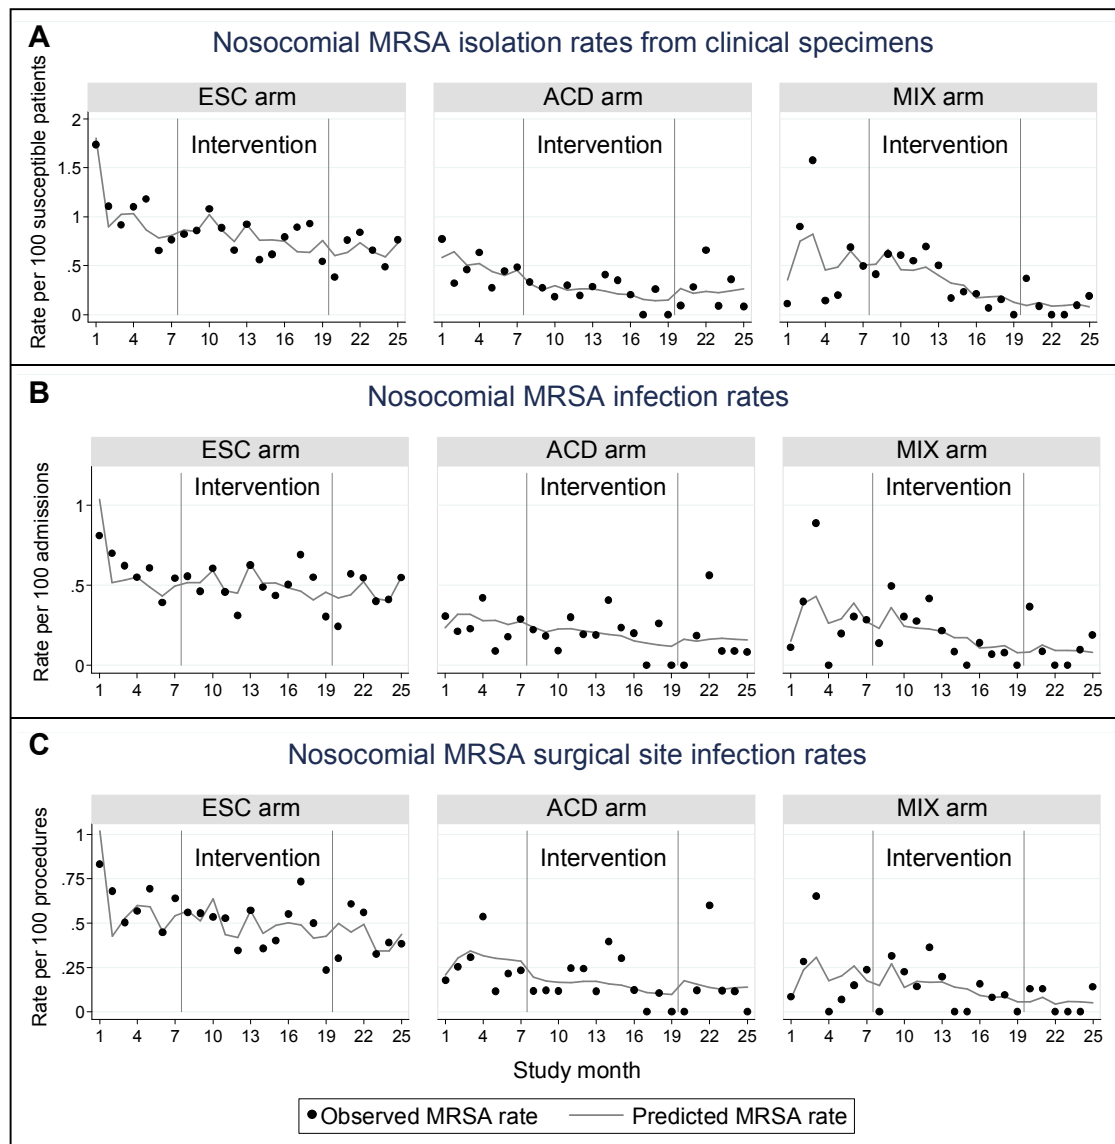 A
Nosocomial MRSA isolation rates from clinical specimens
ESC arm
ACD arm
MIX arm
Rate per 100 susceptible patients
2
1.5
1
.5
0
Intervention
Intervention
Intervention
1 4 7 10 13 16 19 22 25
1 4 7 10 13 16 19 22 25
1 4 7 10 13 16 19 22 25
B
Nosocomial MRSA infection rates
ESC arm
ACD arm
MIX arm
Rate per 100 admissions
1
.5
0
Intervention
Intervention
Intervention
1 4 7 10 13 16 19 22 25
1 4 7 10 13 16 19 22 25
1 4 7 10 13 16 19 22 25
C
Nosocomial MRSA surgical site infection rates
ESC arm
ACD arm
MIX arm
Rate per 100 procedures
1
.75
.5
.25
0
Intervention
Intervention
Intervention
1 4 7 10 13 16 19 22 25
1 4 7 10 13 16 19 22 25
1 4 7 10 13 16 19 22 25
Study month
Observed MRSA rate
Predicted MRSA rate